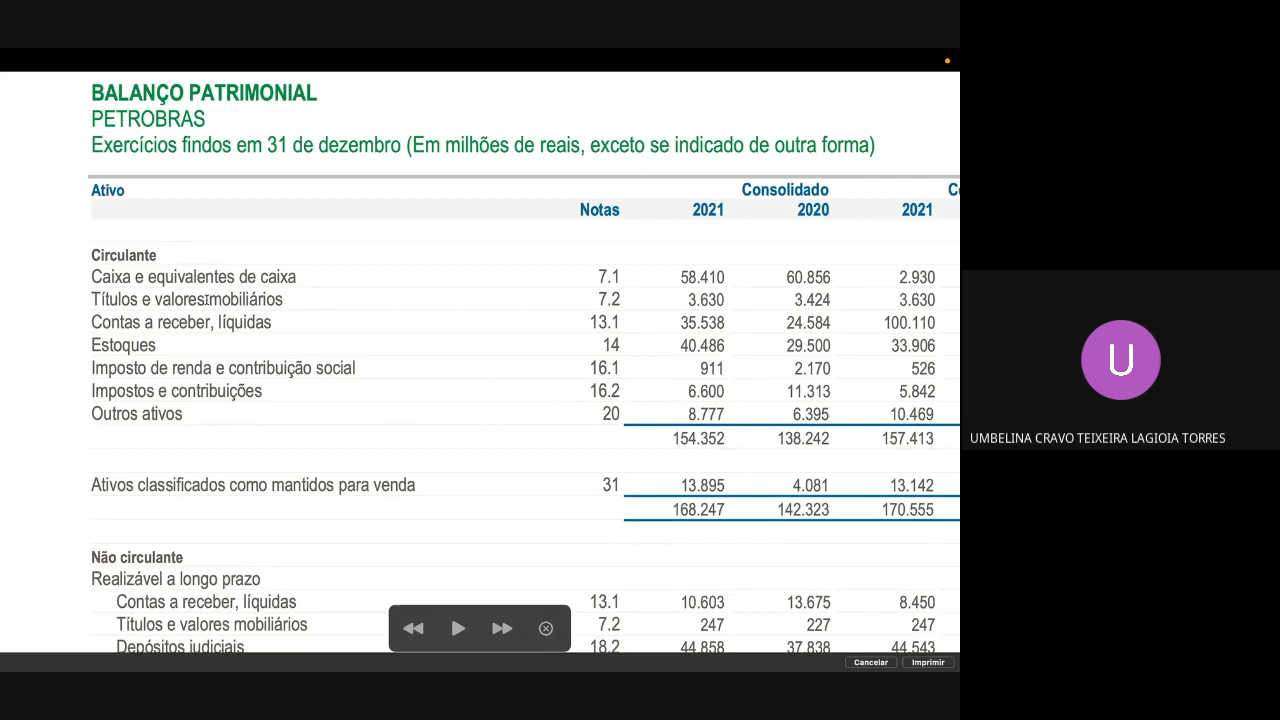 BALANÇO PATRIMONIAL
PETROBRAS
Exercícios findos em 31 de dezembro (Em milhões de reais, exceto se indicado de outra forma)
Ativo Consolidado
Notas 2021 2020 2021
Circulante
Caixa e equivalentes de caixa 7.1 58.410 60.856 2.930
Títulos e valores mobiliários 7.2 3.630 3.424 3.630
Contas a receber, líquidas 13.1 35.538 24.584 100.110
Estoques 14 40.486 29.500 33.906
Imposto de renda e contribuição social 16.1 911 2.170 526
Impostos e contribuições 16.2 6.600 11.313 5.842
Outros ativos 20 8.777 6.395 10.469
154.352 138.242 157.413
Ativos classificados como mantidos para venda 31 13.895 4.081 13.142
168.247 142.323 170.555
Não circulante
Realizável a longo prazo
Contas a receber, líquidas 13.1 10.603 13.675 8.450
Títulos e valores mobiliários 7.2 247 227 247
Depósitos judiciais 18.2 44.858 37.838 44.543
Cancelar Imprimir
U
UMBELINA CRAVO TEIXEIRA LAGIOIA TORRES